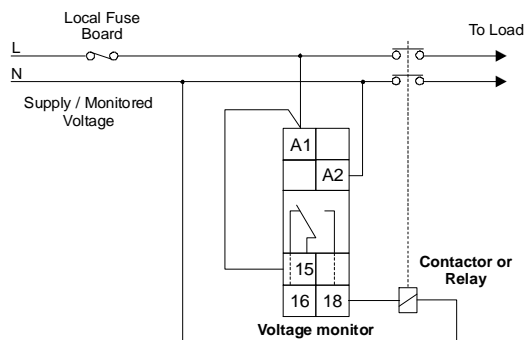 Local Fuse
Board
To Load
L
N
Supply / Monitored
Voltage
A1
A2
15
Contactor or
Relay
16 18
Voltage monitor